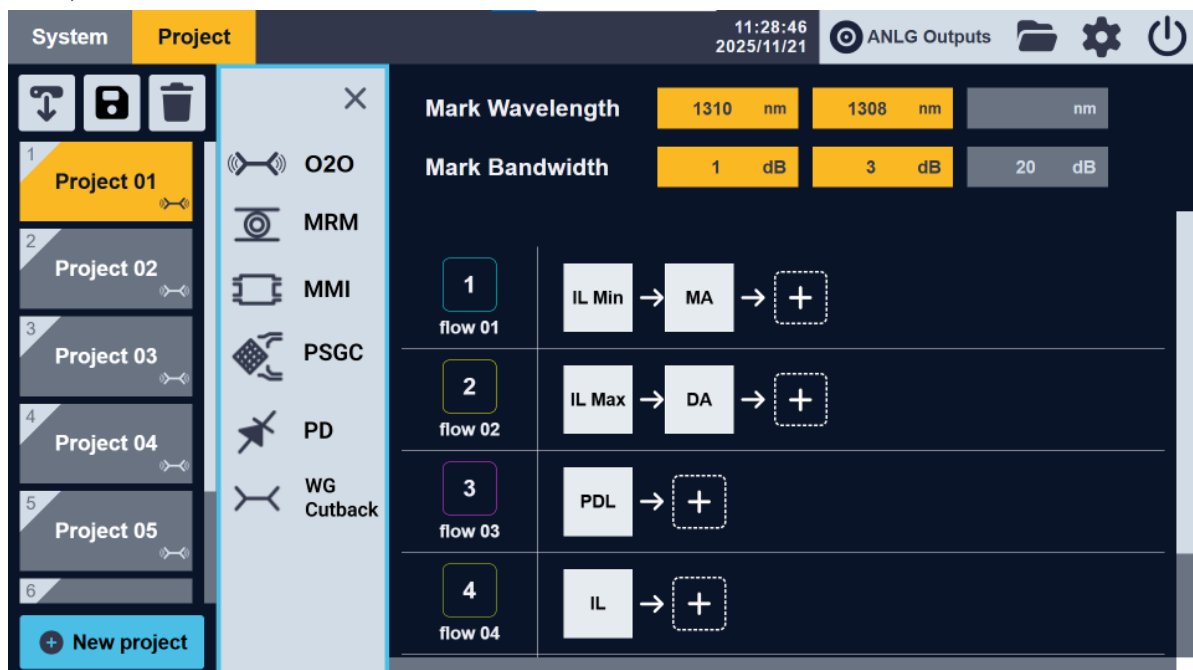 System Project 11:28:46 ANLG Outputs
2025/11/21
Mark Wavelength 1310 nm 1308 nm nm
Mark Bandwidth 1 dB 3 dB 20 dB
1
Project 01
2
Project 02
3
Project 03
4
Project 04
5
Project 05
6
New project
O2O
MRM
MMI
PSGC
PD
WG
Cutback
1 IL Min MA
flow 01
2 IL Max DA
flow 02
3 PDL
flow 03
4 IL
flow 04